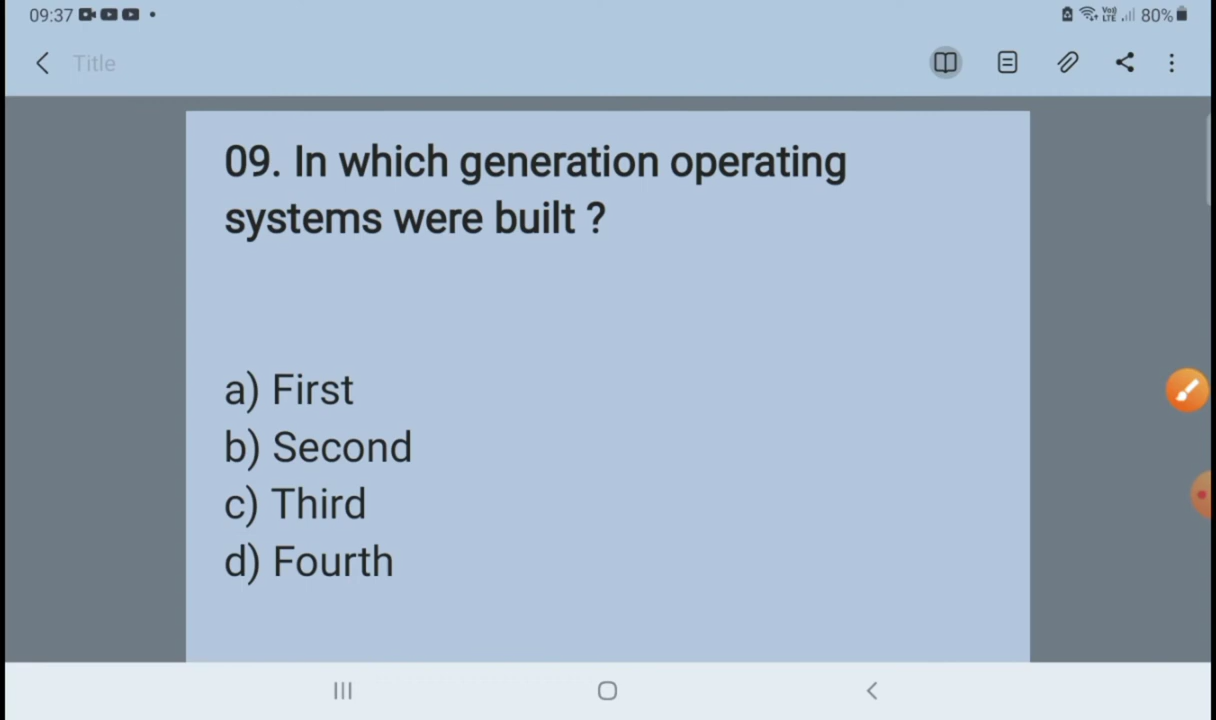 09:37
80%
Title
09. In which generation operating
systems were built ?
a) First
b) Second
c) Third
d) Fourth